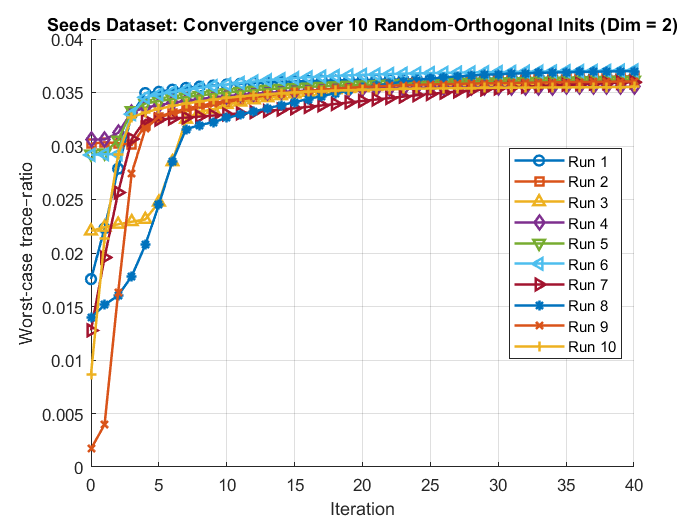 Seeds Dataset: Convergence over 10 Random-Orthogonal Inits (Dim = 2)
0.04
0.035
0.03
0.025
0.02
0.015
0.01
0.005
0
Worst-case trace-ratio
Run 1
Run 2
Run 3
Run 4
Run 5
Run 6
Run 7
Run 8
Run 9
Run 10
0 5 10 15 20 25 30 35 40
Iteration